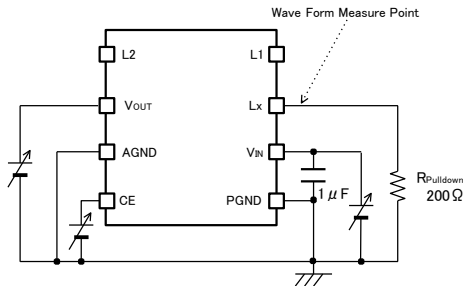 Wave Form Measure Point
L2 L1
VOUT Lx
AGND VIN
CE PGND
1μF
RPulldown
200Ω